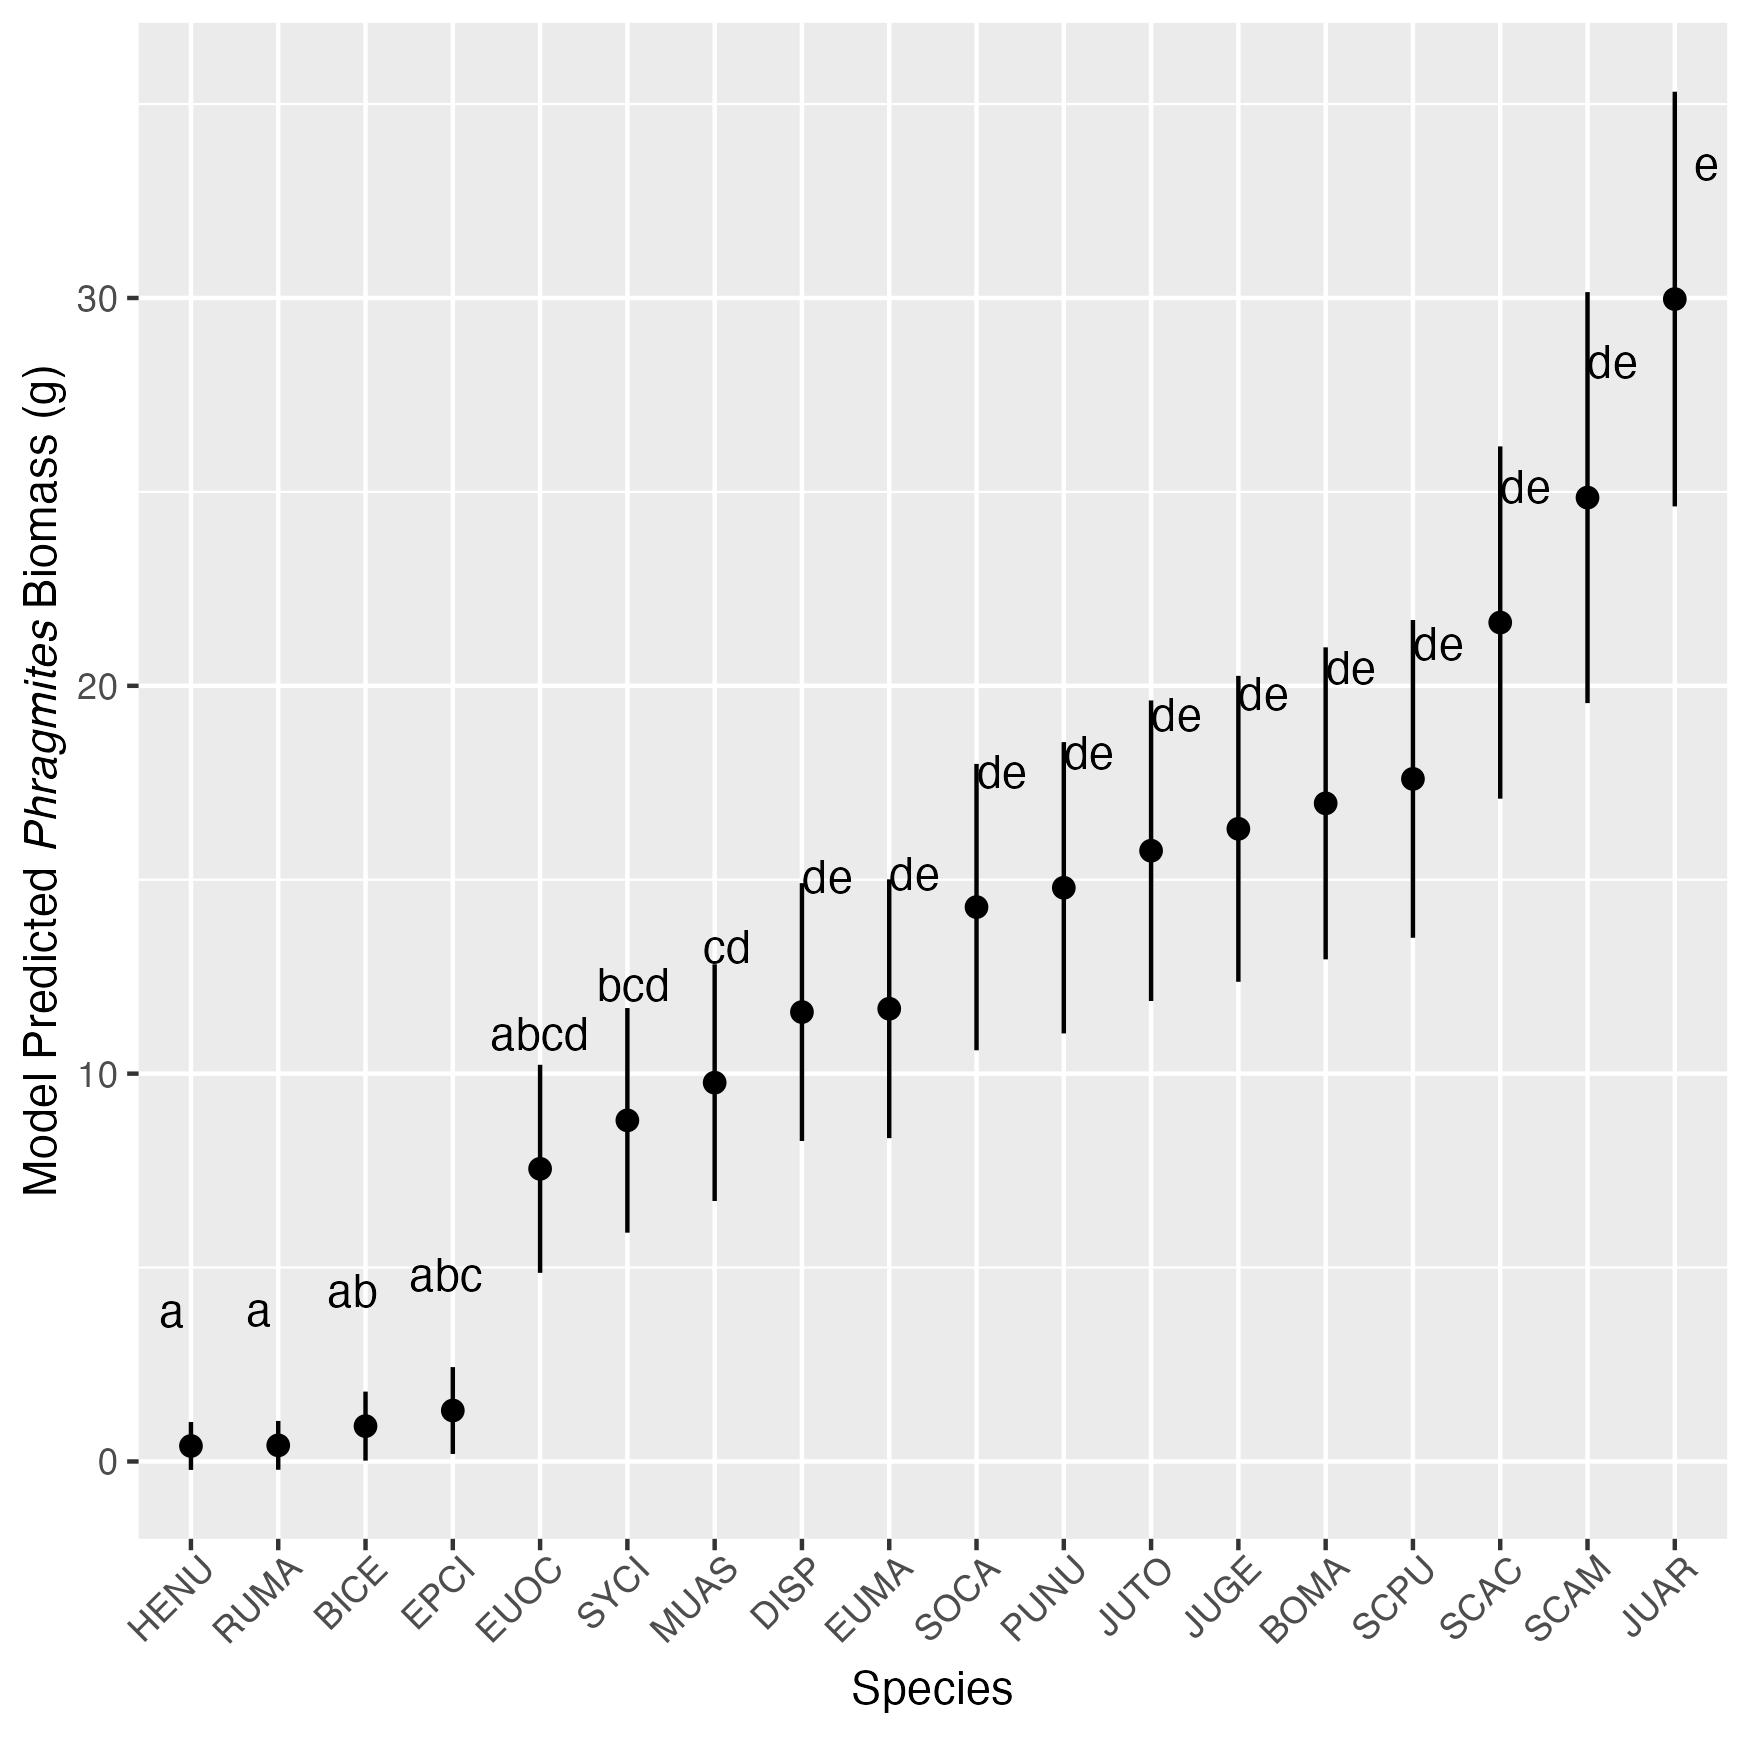 Model Predicted Phragmites Biomass (g)
30
20
10
0
a
a
ab
abc
abcd
bcd
cd
de
de
de
de
de
de
de
de
de
de
e
HENU
RUMA
BICE
EPCI
EUOC
SYCI
MUAS
DISP
EUMA
SOCA
PUNU
JUTO
JUGE
BOMA
SCPU
SCAC
SCAM
JUAR
Species